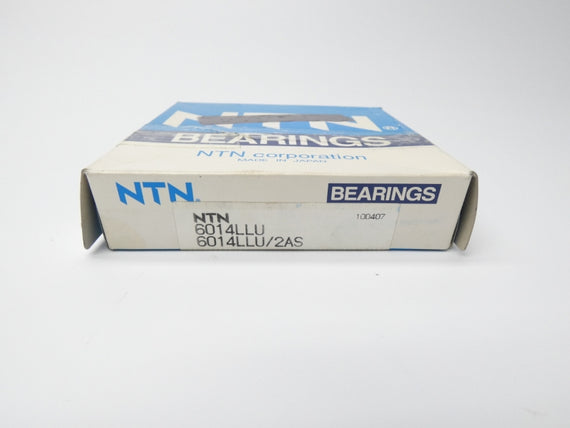 NTN®
BEARINGS
NTN corporation
MADE IN JAPAN
NTN® BEARINGS
NTN 100407
6014LLU
6014LLU/2AS